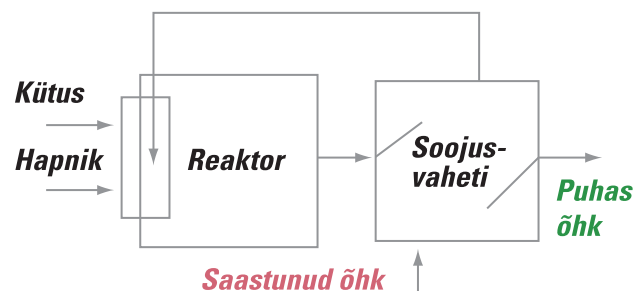 Kütus
Hapnik
Reaktor
Soojus-
vaheti
Puhas
õhk
Saastunud õhk